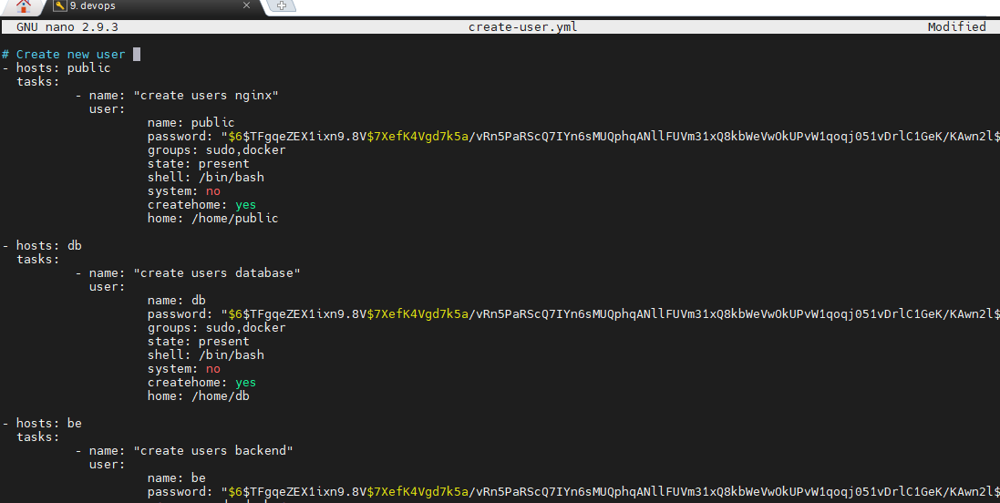 9. devops
GNU nano 2.9.3 create-user.yml Modified
# Create new user
- hosts: public
tasks:
- name: "create users nginx"
user:
name: public
password: "$6$TFgqeZEX1ixn9.8V$7XefK4Vgd7k5a/vRn5PaRScQ7IYn6sMUQphqANllFUVm31xQ8kbWeVwOkUPvW1qoqj051vDrlC1GeK/KAwn2l$
groups: sudo,docker
state: present
shell: /bin/bash
system: no
createhome: yes
home: /home/public
- hosts: db
tasks:
- name: "create users database"
user:
name: db
password: "$6$TFgqeZEX1ixn9.8V$7XefK4Vgd7k5a/vRn5PaRScQ7IYn6sMUQphqANllFUVm31xQ8kbWeVwOkUPvW1qoqj051vDrlC1GeK/KAwn2l$
groups: sudo,docker
state: present
shell: /bin/bash
system: no
createhome: yes
home: /home/db
- hosts: be
tasks:
- name: "create users backend"
user:
name: be
password: "$6$TFgqeZEX1ixn9.8V$7XefK4Vgd7k5a/vRn5PaRScQ7IYn6sMUQphqANllFUVm31xQ8kbWeVwOkUPvW1qoqj051vDrlC1GeK/KAwn2l$